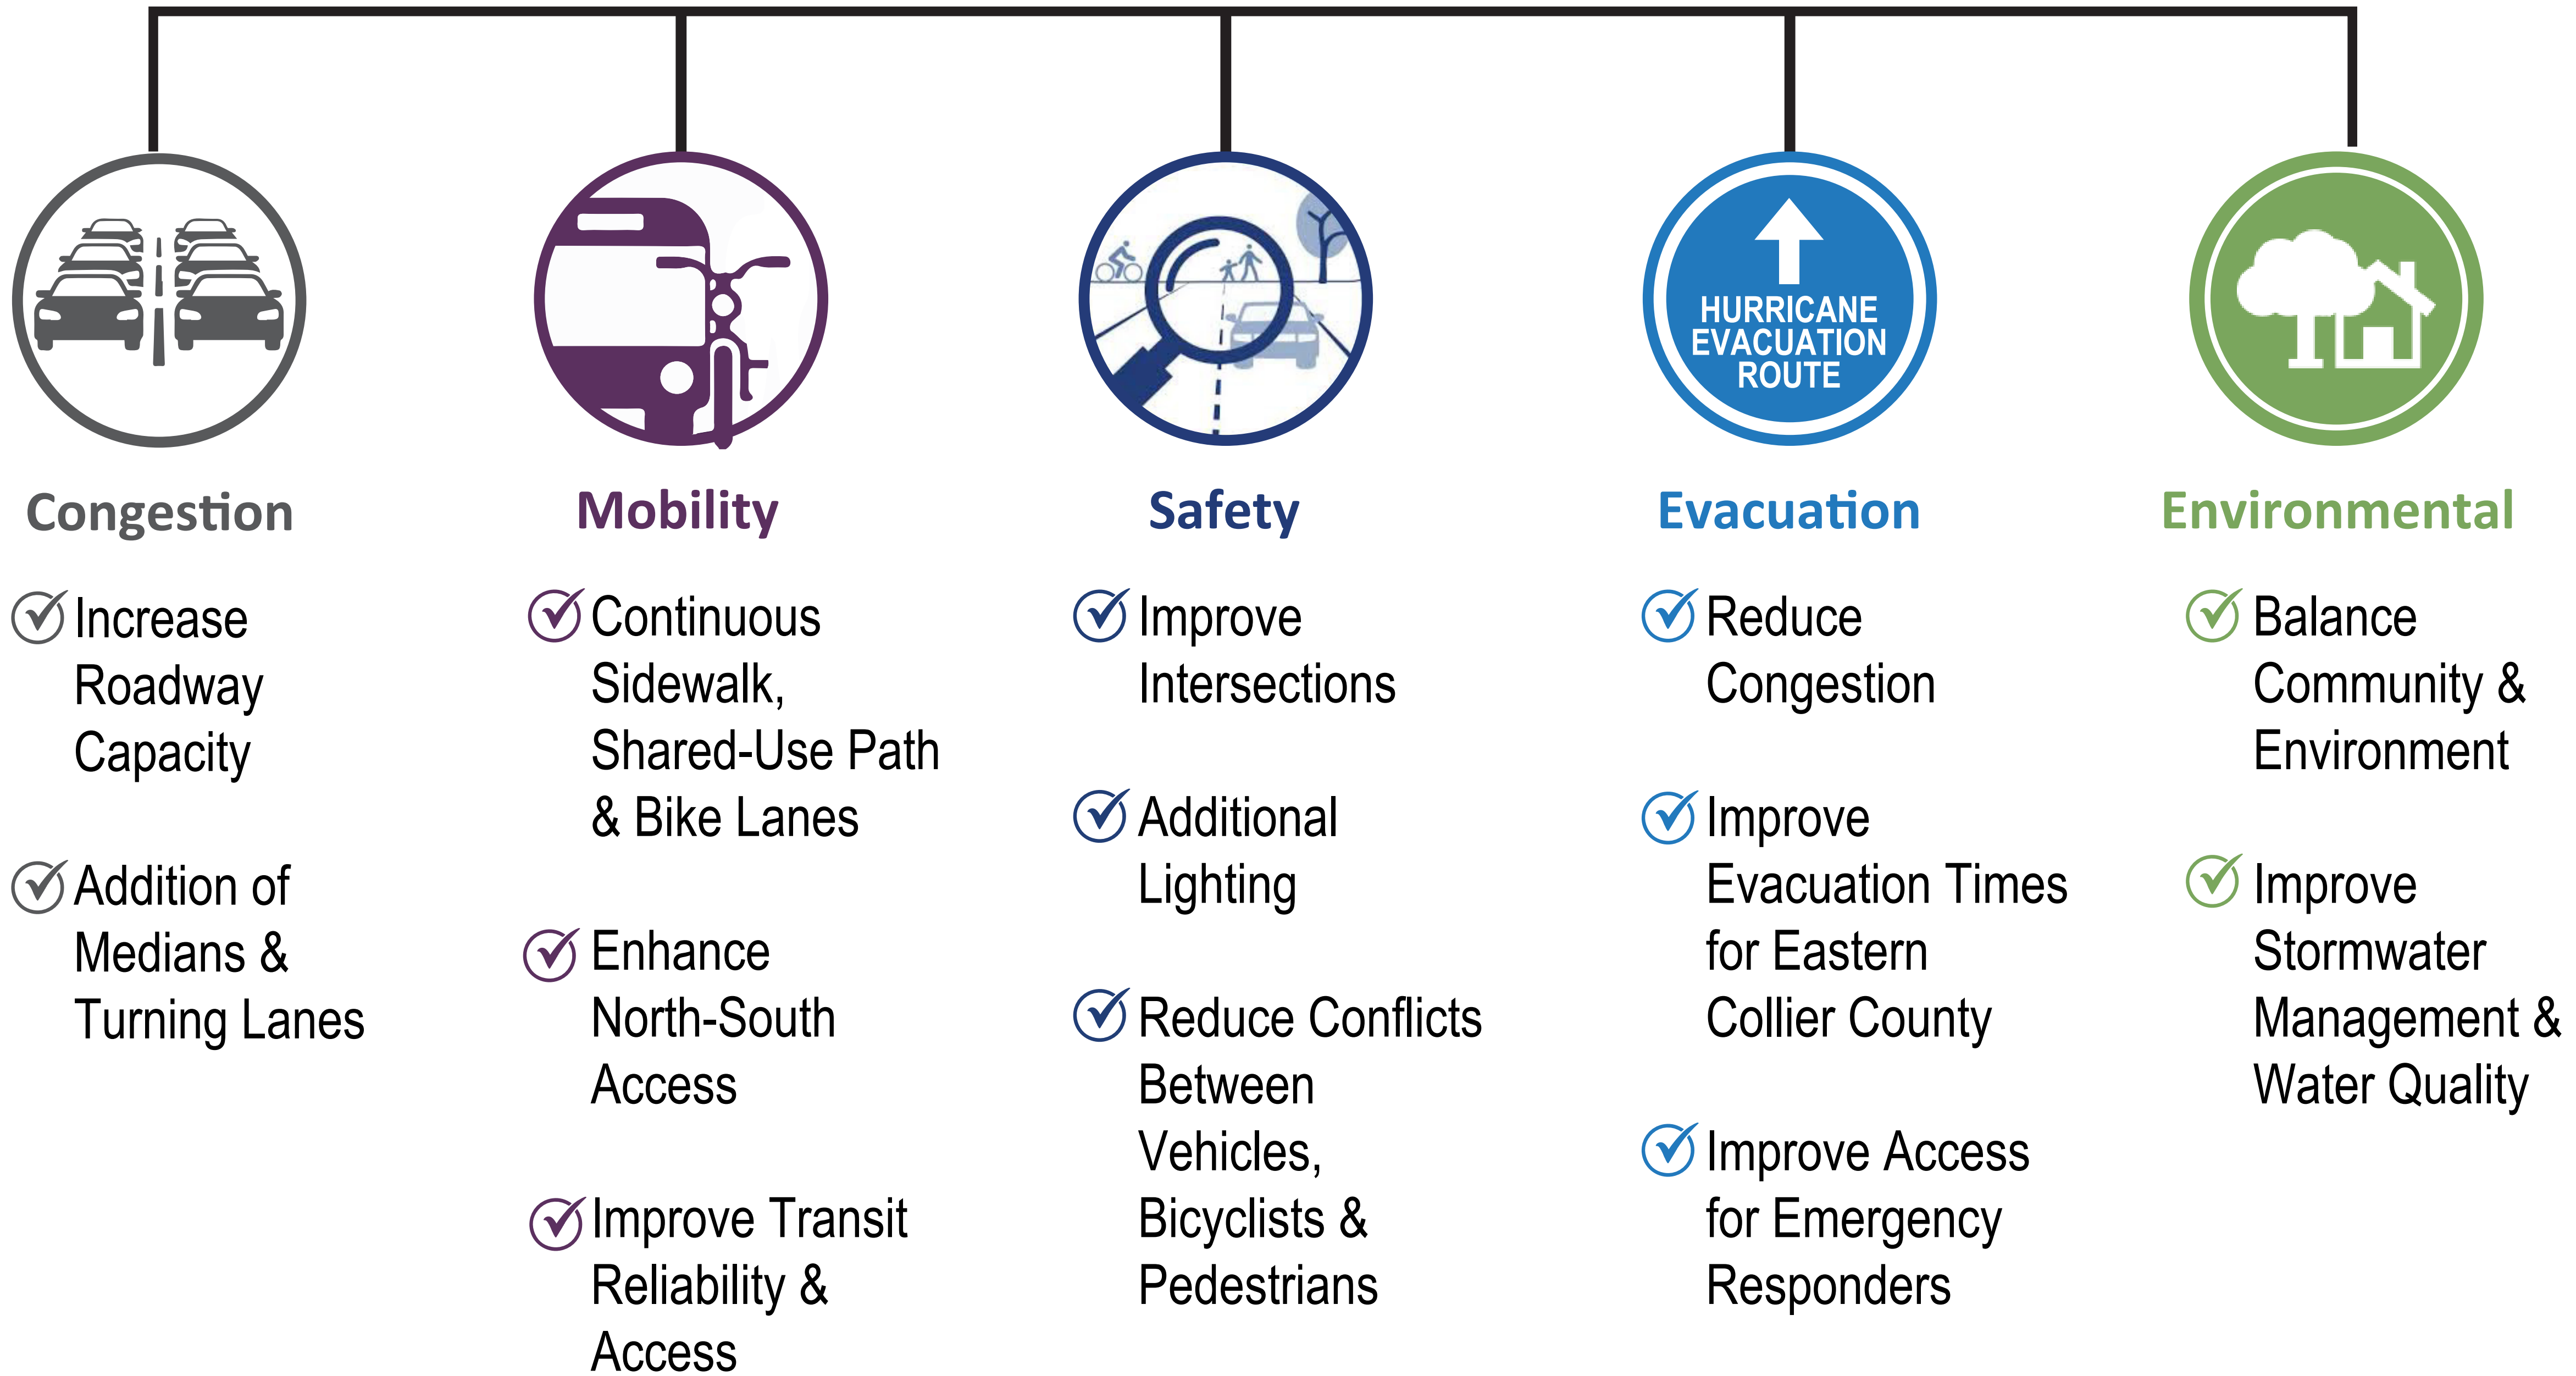 HURRICANE
EVACUATION
ROUTE
Congestion
Increase
Roadway
Capacity
Addition of
Medians &
Turning Lanes
Mobility
Continuous
Sidewalk,
Shared-Use Path
& Bike Lanes
Enhance
North-South
Access
Improve Transit
Reliability &
Access
Safety
Improve
Intersections
Additional
Lighting
Reduce Conflicts
Between
Vehicles,
Bicyclists &
Pedestrians
Evacuation
Reduce
Congestion
Improve
Evacuation Times
for Eastern
Collier County
Improve Access
for Emergency
Responders
Environmental
Balance
Community &
Environment
Improve
Stormwater
Management &
Water Quality